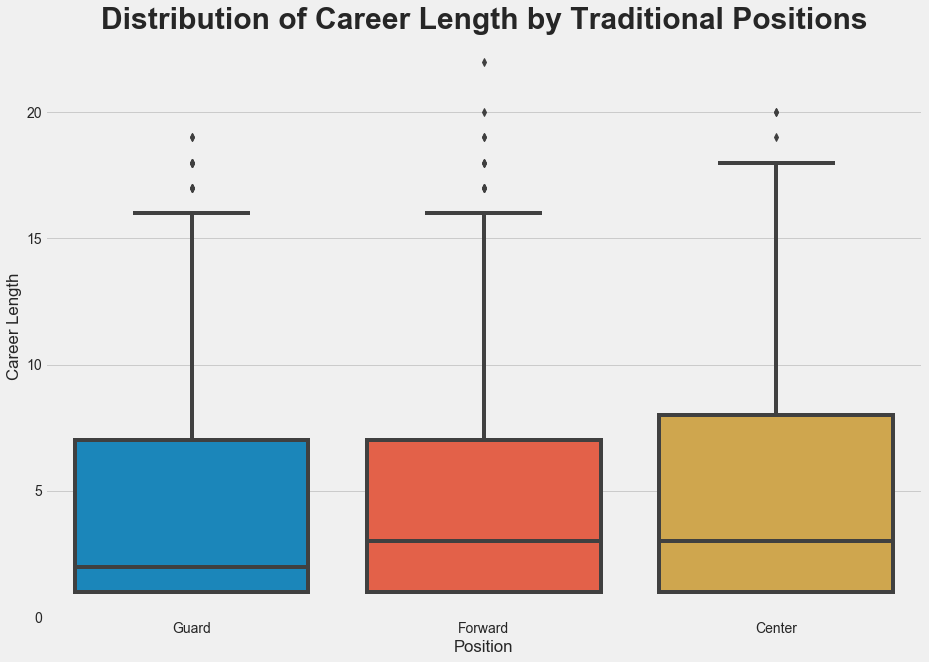 Distribution of Career Length by Traditional Positions
Career Length
20
15
10
5
0
Guard
Forward
Center
Position